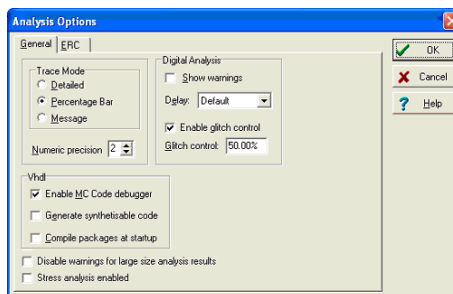 Analysis Options
General
ERC
Trace Mode
Detailed
Percentage Bar
Message
Numeric precision 2
Digital Analysis
Show warnings
Delay: Default
Enable glitch control
Glitch control: 50.00%
Vhdl
Enable MC Code debugger
Generate synthetisable code
Compile packages at startup
Disable warnings for large size analysis results
Stress analysis enabled
OK
Cancel
Help